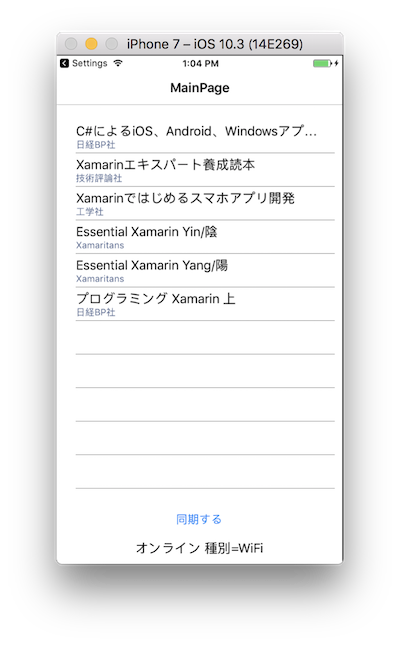 iPhone 7 – iOS 10.3 (14E269)
Settings 1:04 PM
MainPage
C#によるiOS、Android、Windowsアプ…
日経BP社
Xamarinエキスパート養成読本
技術評論社
Xamarinではじめるスマホアプリ開発
工学社
Essential Xamarin Yin/陰
Xamaritans
Essential Xamarin Yang/陽
Xamaritans
プログラミング Xamarin 上
日経BP社
同期する
オンライン 種別=WiFi